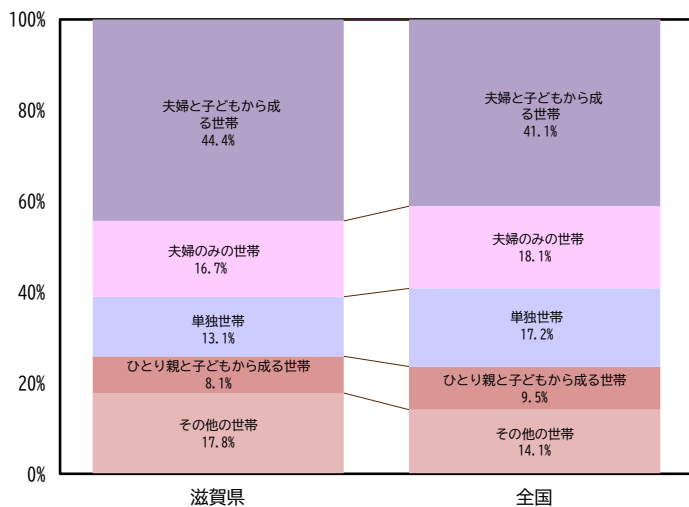 100%
80%
60%
40%
20%
0%
夫婦と子どもから成
る世帯
44.4%
夫婦のみの世帯
16.7%
単独世帯
13.1%
ひとり親と子どもから成る世帯
8.1%
その他の世帯
17.8%
夫婦と子どもから成
る世帯
41.1%
夫婦のみの世帯
18.1%
単独世帯
17.2%
ひとり親と子どもから成る世帯
9.5%
その他の世帯
14.1%
滋賀県
全国